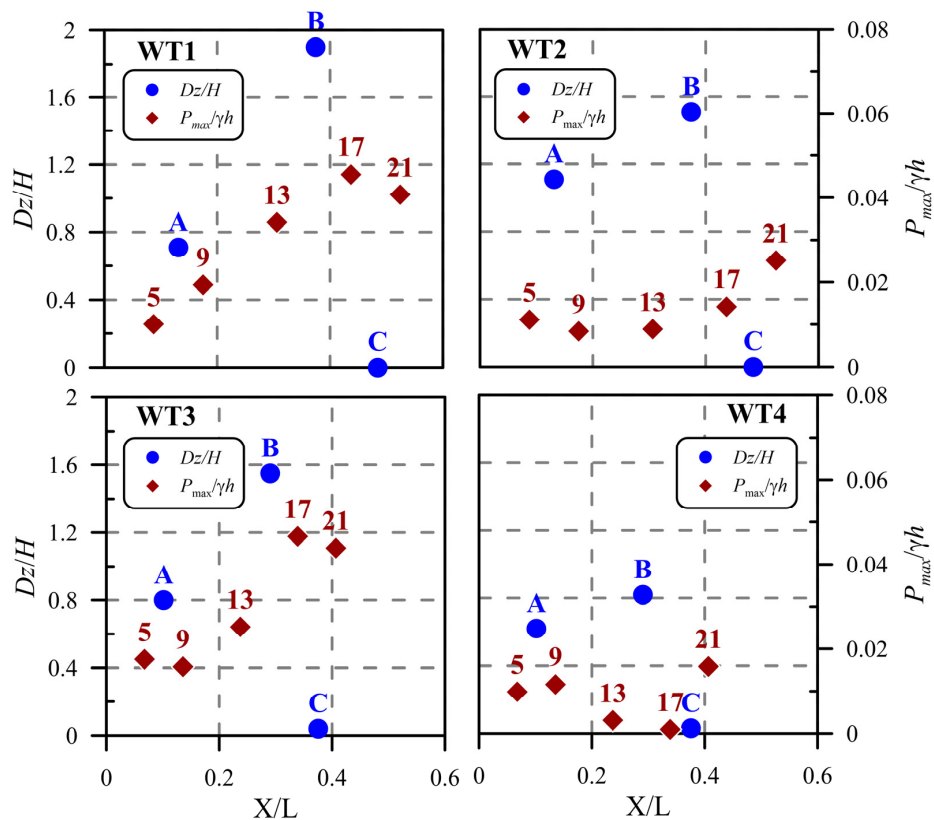 WT1
Dz/H
Pmax/γh
2
1.6
1.2
0.8
0.4
0
Dz/H
A
B
C
5
9
13
17
21
WT2
Dz/H
Pmax/γh
A
B
C
5
9
13
17
21
0.08
0.06
0.04
0.02
0
Pmax/γh
WT3
Dz/H
Pmax/γh
2
1.6
1.2
0.8
0.4
0
Dz/H
A
B
C
5
9
13
17
21
0 0.2 0.4 0.6
X/L
WT4
Dz/H
Pmax/γh
A
B
C
5
9
13
17
21
0.08
0.06
0.04
0.02
0
Pmax/γh
0 0.2 0.4 0.6
X/L